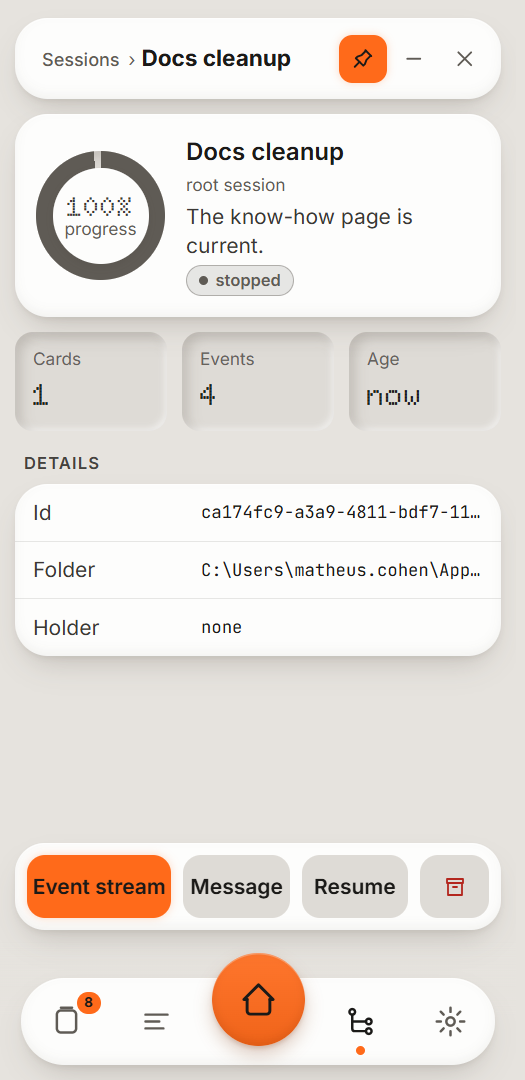 Sessions › Docs cleanup
100%
progress
Docs cleanup
root session
The know-how page is
current.
stopped
Cards
1
Events
4
Age
now
DETAILS
Id ca174fc9-a3a9-4811-bdf7-11…
Folder C:\Users\matheus.cohen\App…
Holder none
Event stream Message Resume
8